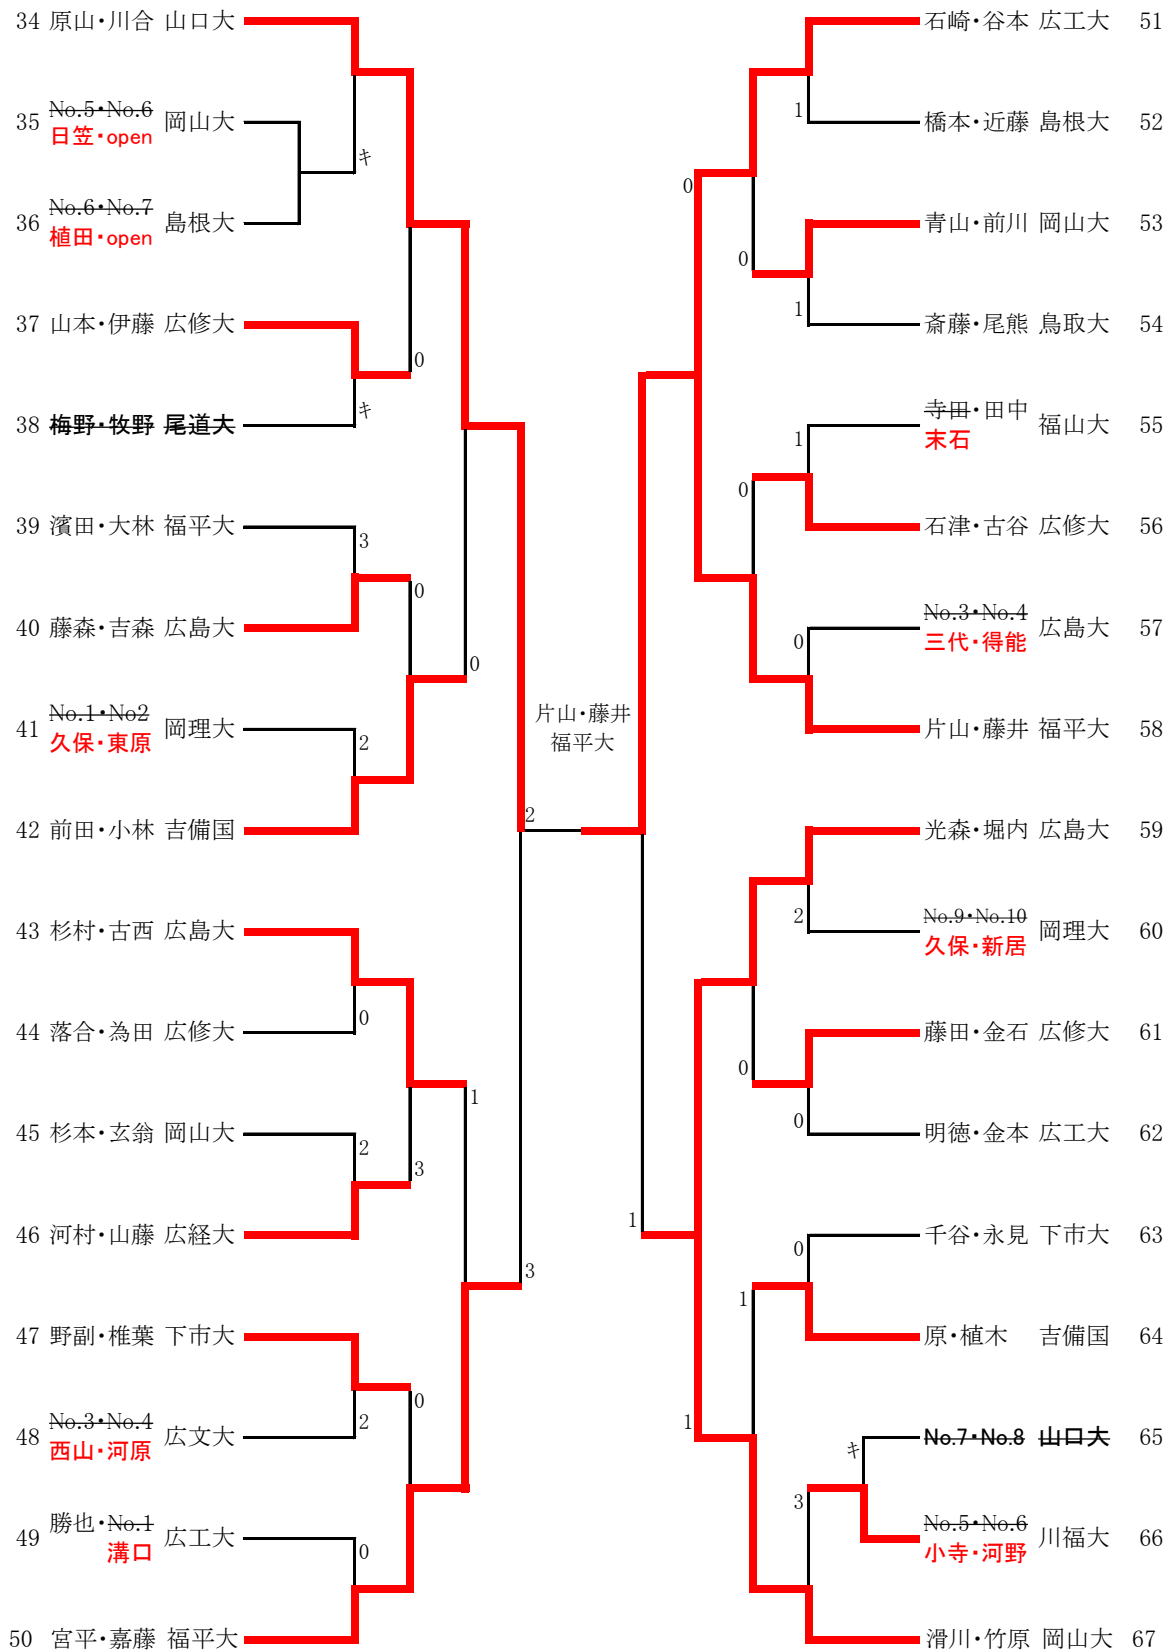 34 原山・川合 山口大
No.5・No.6
35 岡山大
日笠・open
キ
No.6・No.7
36 島根大
植田・open
37 山本・伊藤 広修大
0
キ
38 梅野・牧野 尾道大
39 濱田・大林 福平大
3
0
40 藤森・吉森 広島大
0
No.1・No2
41 岡理大
久保・東原
2
42 前田・小林 吉備国
2
43 杉村・古西 広島大
0
44 落合・為田 広修大
1
45 杉本・玄翁 岡山大
2
3
46 河村・山藤 広経大
3
47 野副・椎葉 下市大
0
No.3・No.4
2
48 広文大
西山・河原
勝也・No.1
49 広工大
溝口
0
50 宮平・嘉藤 福平大
片山・藤井
福平大
石崎・谷本 広工大 51
1
橋本・近藤 島根大 52
0
青山・前川 岡山大 53
0
1
斎藤・尾熊 鳥取大 54
寺田・田中
福山大 55
末石
1
0
石津・古谷 広修大 56
No.3・No.4
広島大 57
三代・得能
0
片山・藤井 福平大 58
光森・堀内 広島大 59
2
No.9・No.10
岡理大 60
久保・新居
藤田・金石 広修大 61
0
0
明徳・金本 広工大 62
1
千谷・永見 下市大 63
0
1
原・植木 吉備国 64
1
No.7・No.8 山口大 65
キ
3
No.5・No.6
川福大 66
小寺・河野
滑川・竹原 岡山大 67